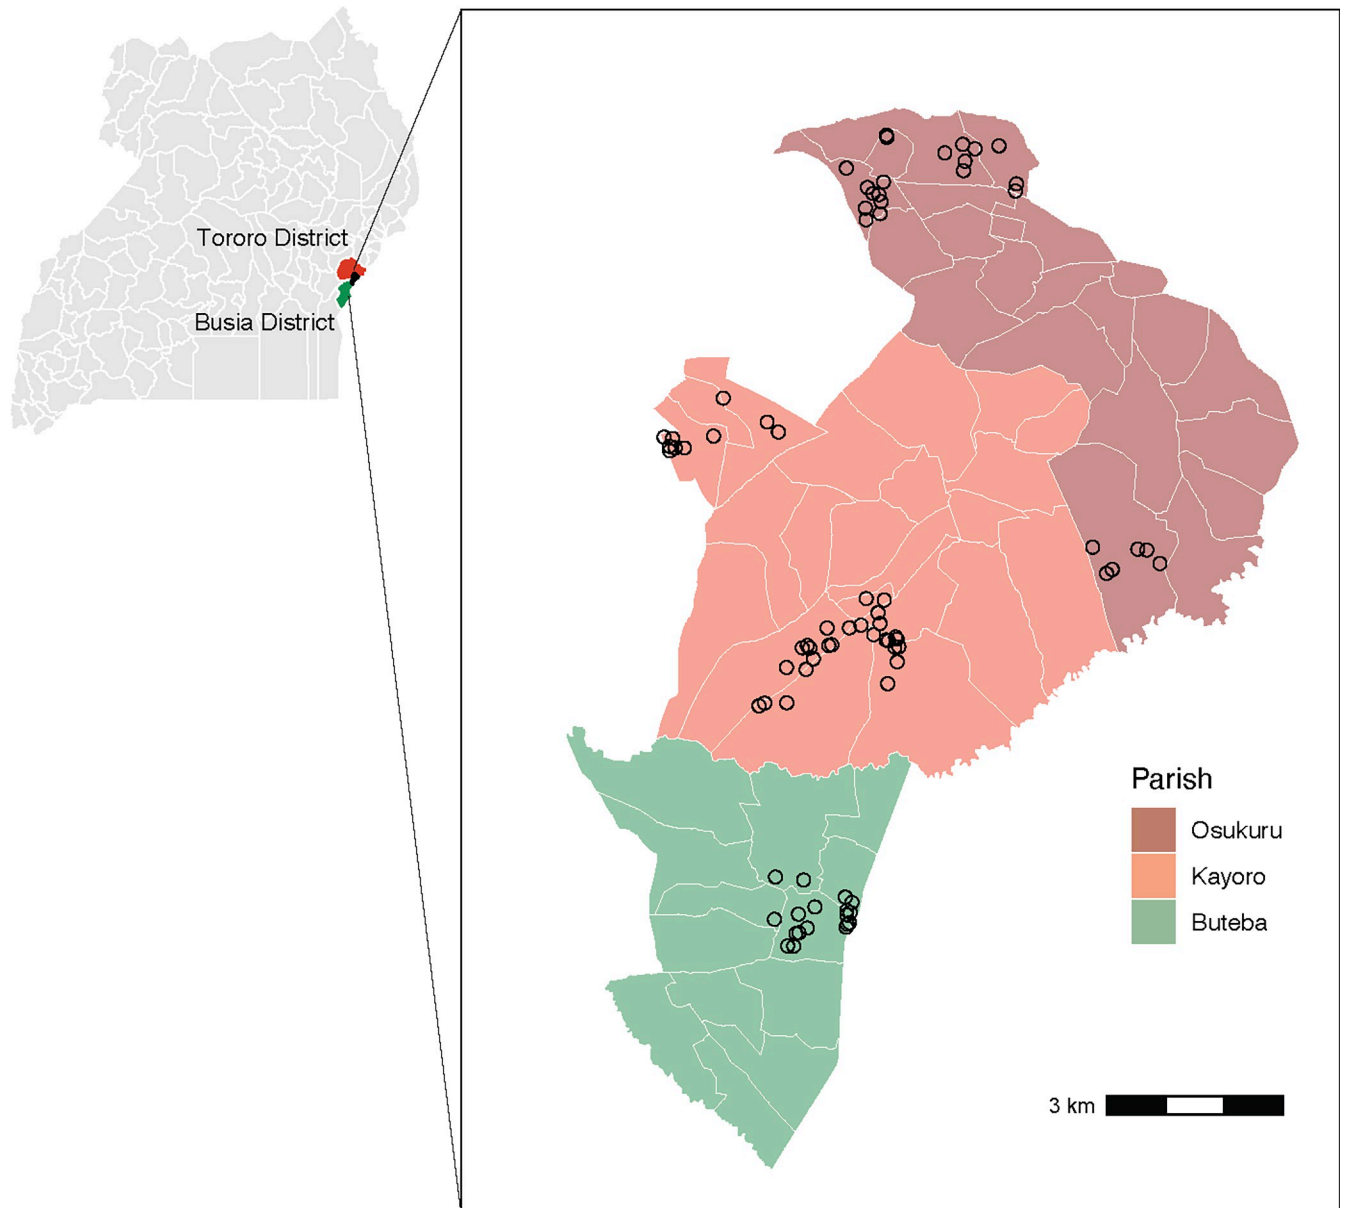 Tororo District
Busia District
Parish
Osukuru
Kayoro
Buteba
3 km